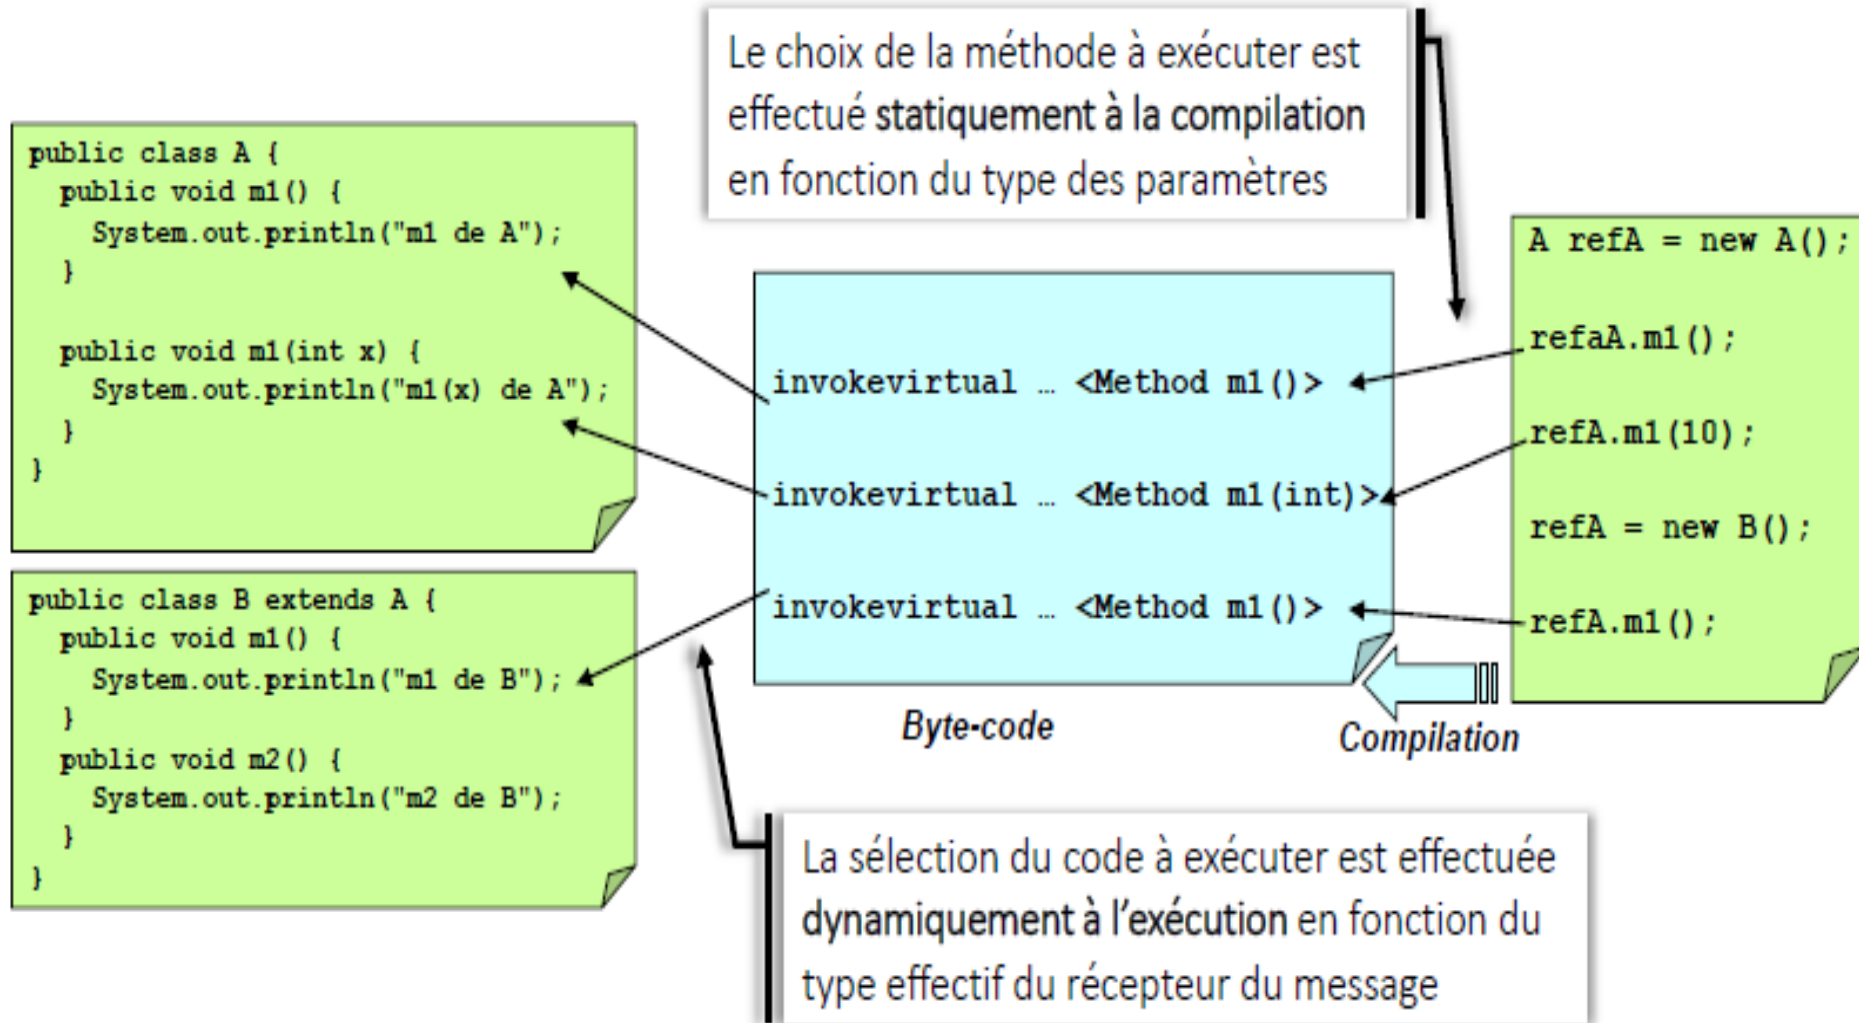 Le choix de la méthode à exécuter est
effectué statiquement à la compilation
en fonction du type des paramètres
public class A {
public void m1() {
System.out.println("m1 de A");
}
public void m1(int x) {
System.out.println("m1(x) de A");
}
}
public class B extends A {
public void m1() {
System.out.println("m1 de B");
}
public void m2() {
System.out.println("m2 de B");
}
}
invokevirtual … <Method m1()>
invokevirtual … <Method m1(int)>
invokevirtual … <Method m1()>
Byte-code
Compilation
A refA = new A();
refaA.m1();
refA.m1(10);
refA = new B();
refA.m1();
La sélection du code à exécuter est effectuée
dynamiquement à l'exécution en fonction du
type effectif du récepteur du message